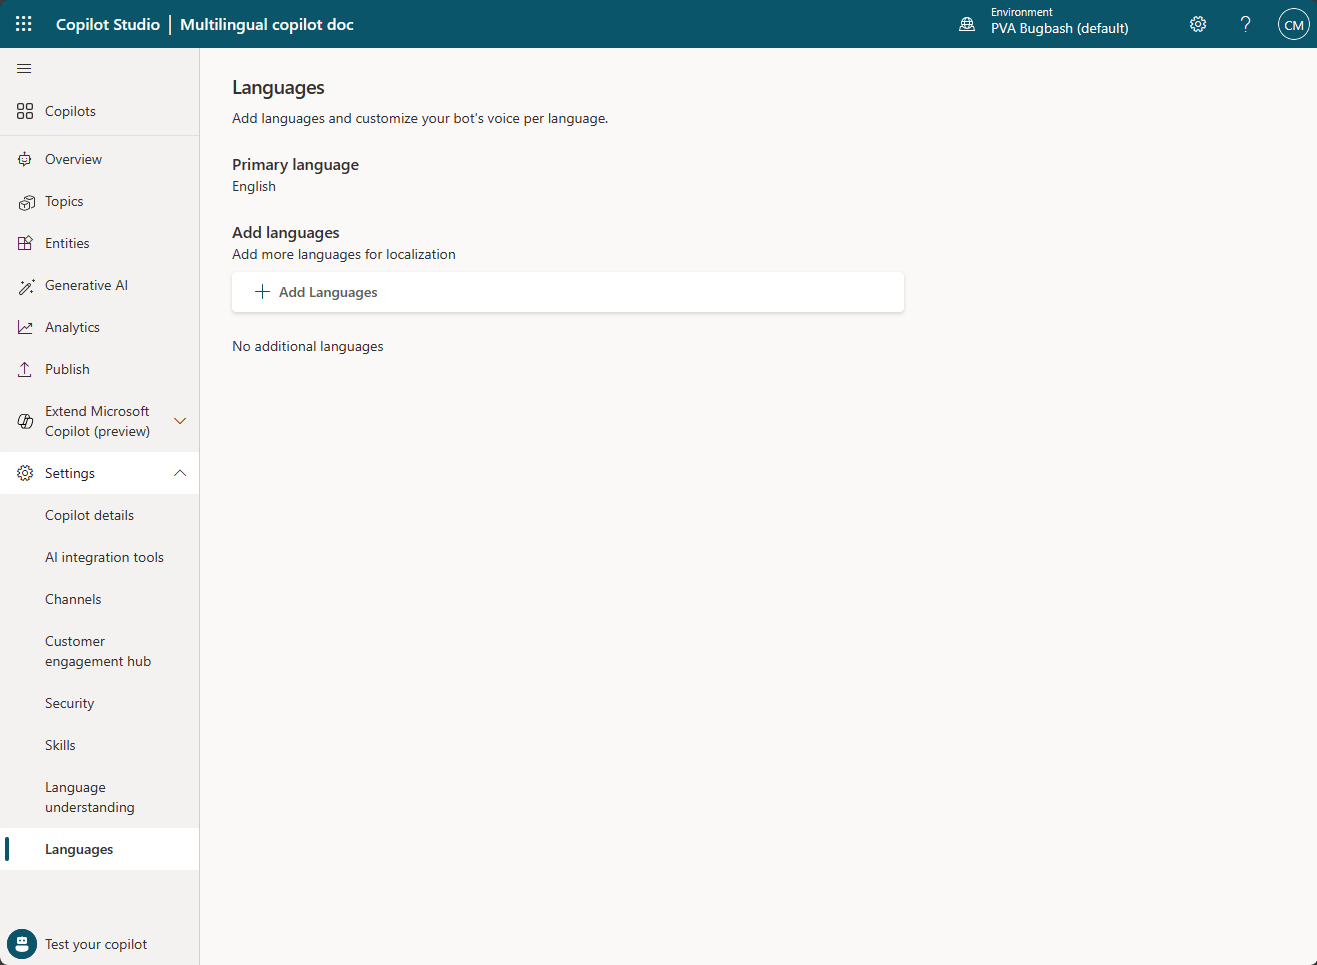 Copilot Studio | Multilingual copilot doc
Environment
PVA Bugbash (default)
?
CM
Copilots
Overview
Topics
Entities
Generative AI
Analytics
Publish
Extend Microsoft
Copilot (preview)
Settings
Copilot details
AI integration tools
Channels
Customer
engagement hub
Security
Skills
Language
understanding
Languages
Test your copilot
Languages
Add languages and customize your bot's voice per language.
Primary language
English
Add languages
Add more languages for localization
Add Languages
No additional languages